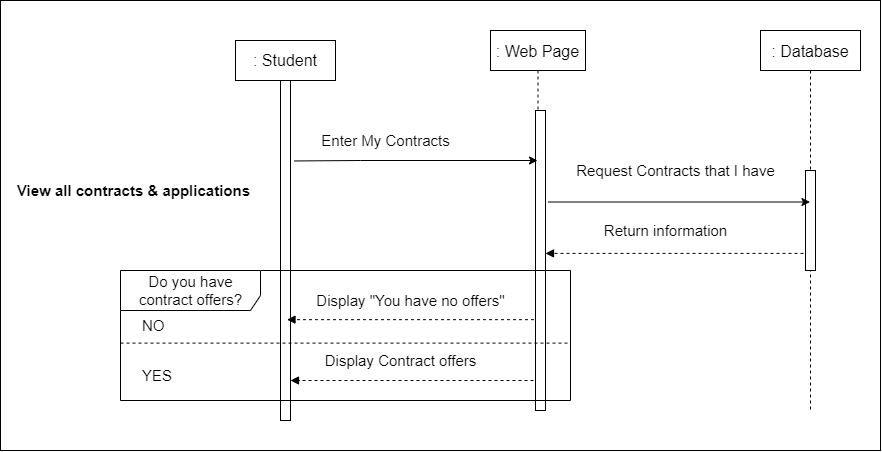 : Student
: Web Page
: Database
Enter My Contracts
Request Contracts that I have
View all contracts & applications
Return information
Do you have
contract offers?
Display "You have no offers"
NO
Display Contract offers
YES